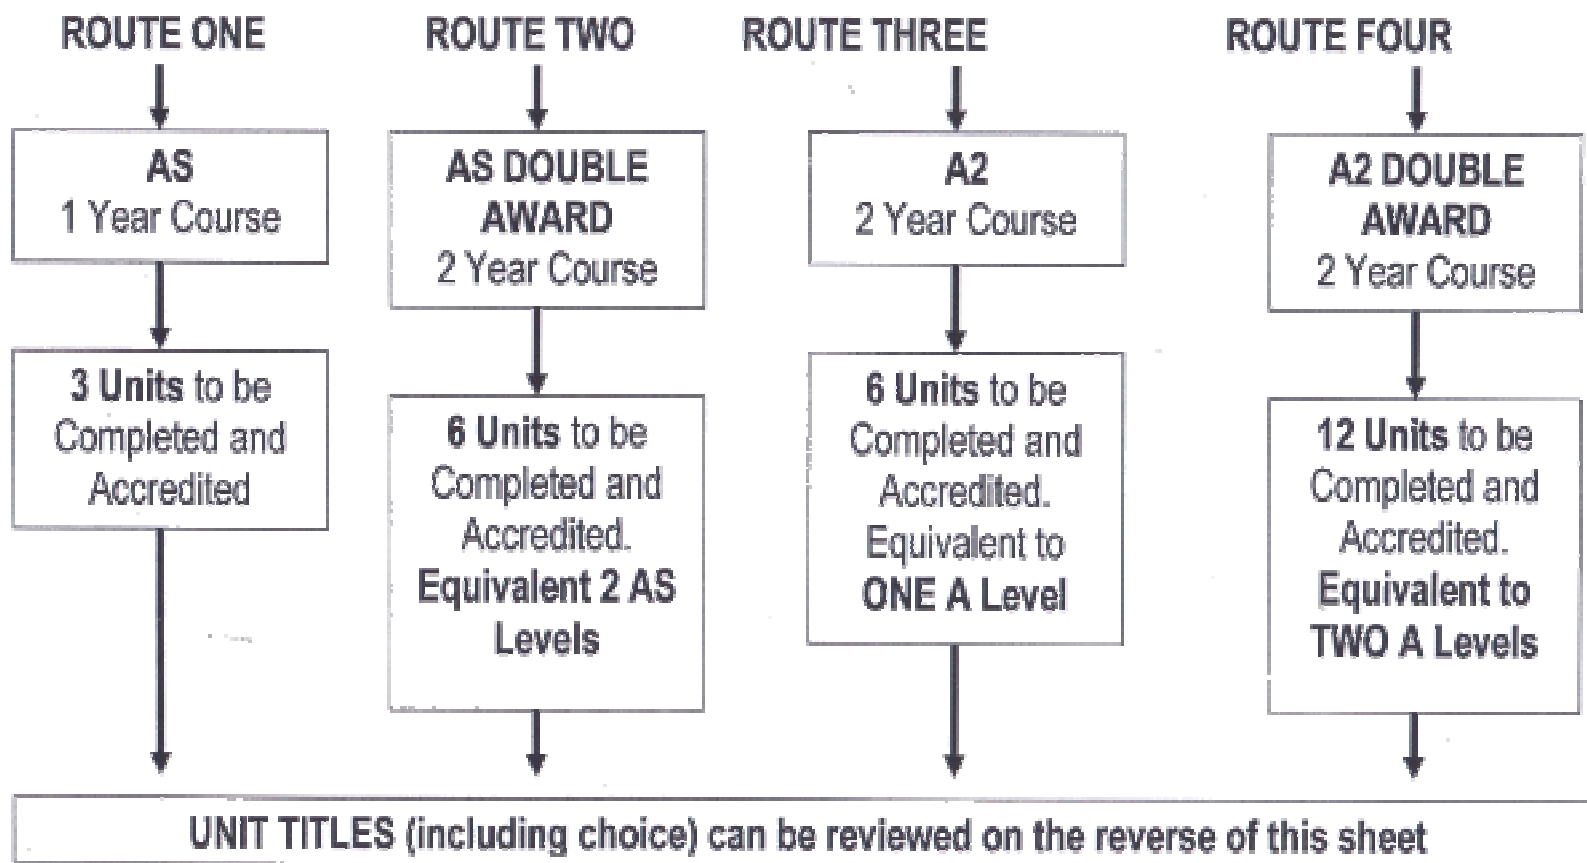 ROUTE ONE
AS
1 Year Course
3 Units to be
Completed and
Accredited
ROUTE TWO
AS DOUBLE
AWARD
2 Year Course
6 Units to be
Completed and
Accredited.
Equivalent 2 AS
Levels
ROUTE THREE
A2
2 Year Course
6 Units to be
Completed and
Accredited.
Equivalent to
ONE A Level
ROUTE FOUR
A2 DOUBLE
AWARD
2 Year Course
12 Units to be
Completed and
Accredited.
Equivalent to
TWO A Levels
UNIT TITLES (including choice) can be reviewed on the reverse of this sheet